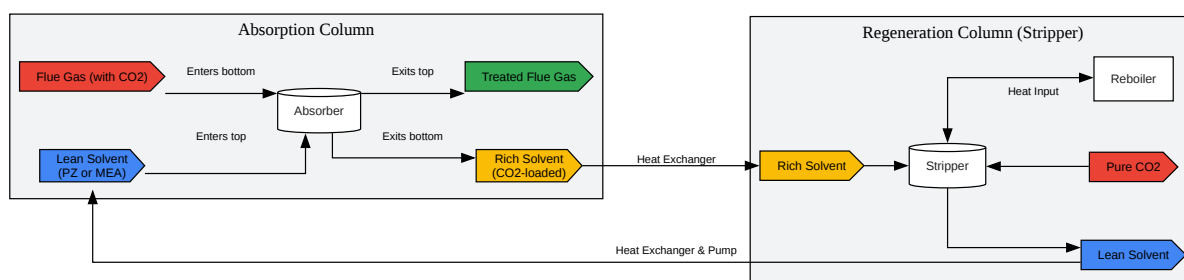 Absorption Column
Flue Gas (with CO2)
Enters bottom
Exits top
Treated Flue Gas
Absorber
Enters top
Exits bottom
Lean Solvent
(PZ or MEA)
Rich Solvent
(CO2-loaded)
Heat Exchanger
Regeneration Column (Stripper)
Reboiler
Heat Input
Rich Solvent
Stripper
Pure CO2
Heat Exchanger & Pump
Lean Solvent